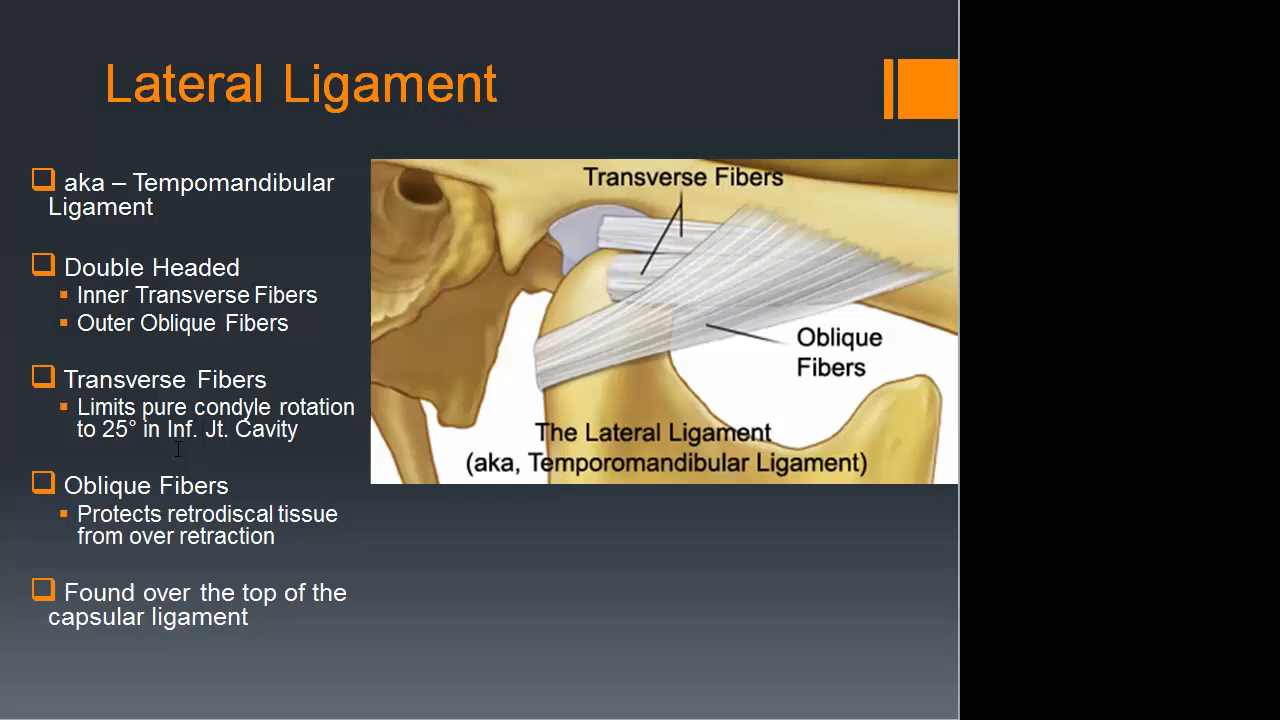 Lateral Ligament
aka – Tempomandibular
Ligament
Double Headed
Inner Transverse Fibers
Outer Oblique Fibers
Transverse Fibers
Limits pure condyle rotation
to 25° in Inf. Jt. Cavity
Oblique Fibers
Protects retrodiscal tissue
from over retraction
Found over the top of the
capsular ligament
Transverse Fibers
Oblique
Fibers
The Lateral Ligament
(aka, Temporomandibular Ligament)